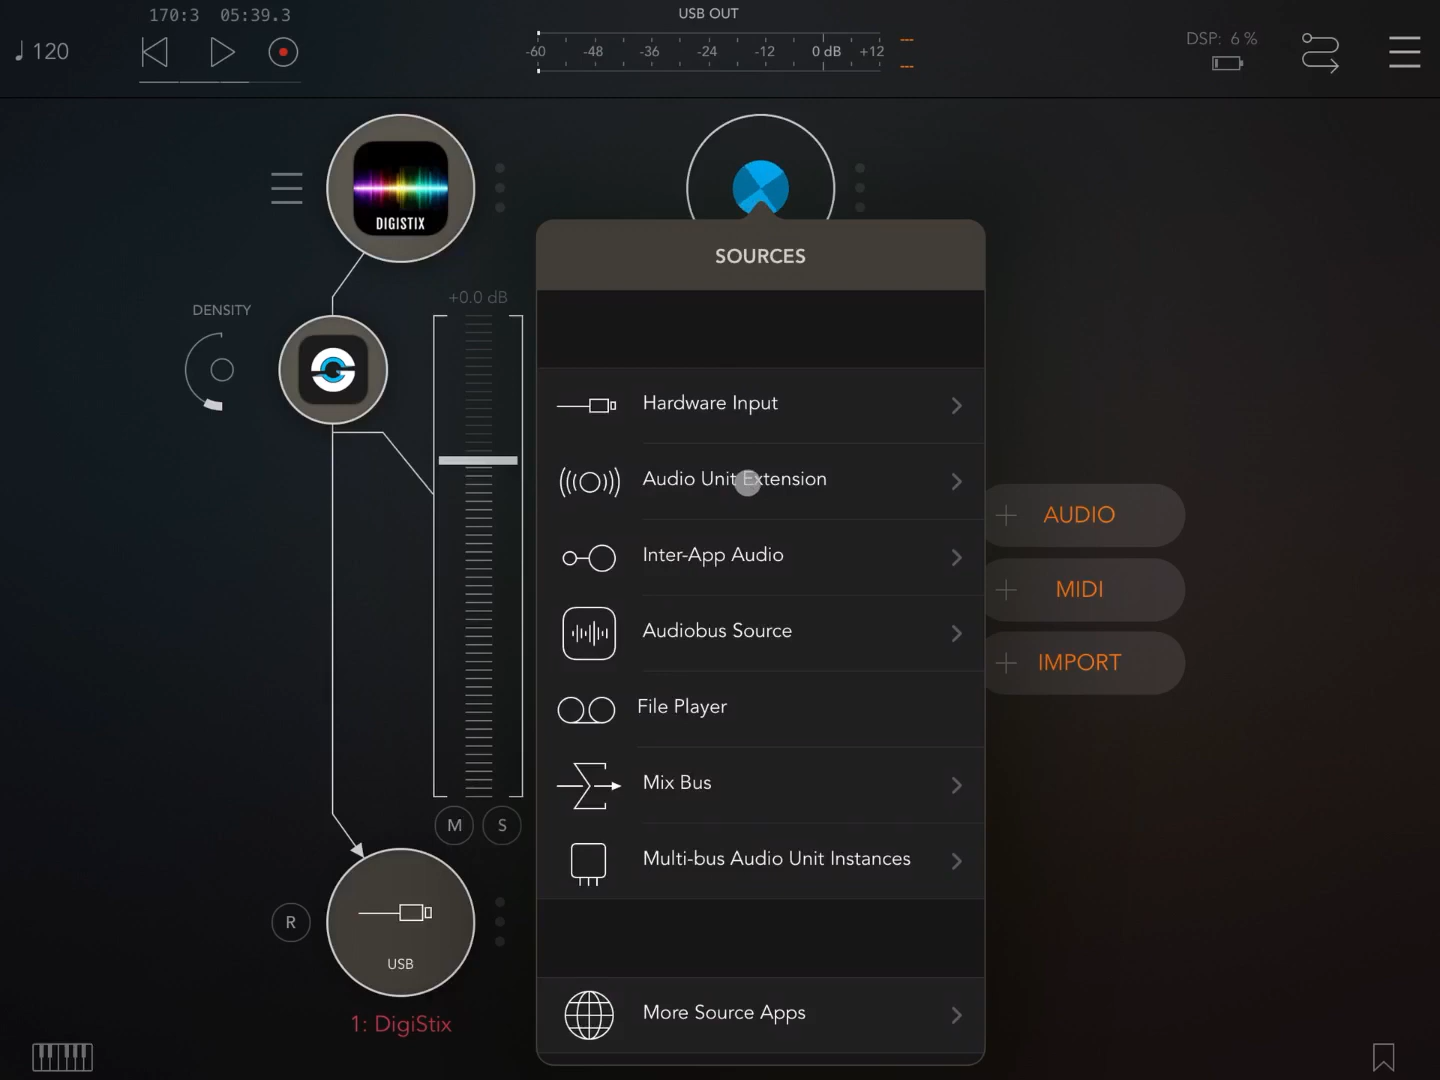 170:3 05:39.3
USB OUT
♩ 120
-60 -48 -36 -24 -12 0 dB +12
DSP: 6 %
DIGISTIX
SOURCES
DENSITY
+0.0 dB
Hardware Input
Audio Unit Extension
AUDIO
Inter-App Audio
MIDI
Audiobus Source
IMPORT
File Player
Mix Bus
M S
Multi-bus Audio Unit Instances
R
USB
More Source Apps
1: DigiStix